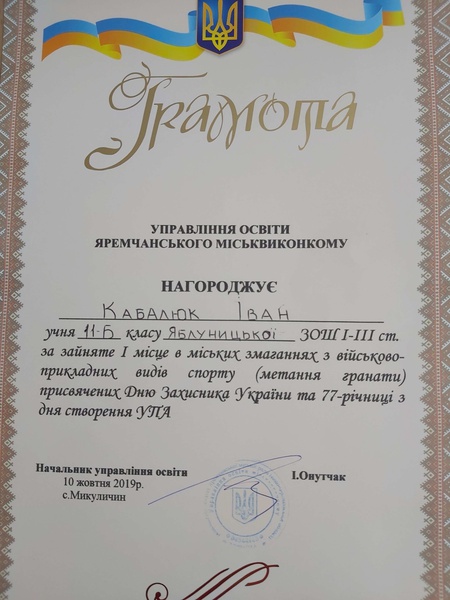 Грамота
УПРАВЛІННЯ ОСВІТИ
ЯРЕМЧАНСЬКОГО МІСЬКВИКОНКОМУ
НАГОРОДЖУЄ
КАБАЛЮК ІВАН
учня 11-Б класу ЯБЛУНИЦЬКОЇ ЗОШ І-ІІІ ст.
за зайняте І місце в міських змаганнях з військово-
прикладних видів спорту (метання гранати)
присвячених Дню Захисника України та 77-річниці з
дня створення УПА
Начальник управління освіти І.Онутчак
10 жовтня 2019р.
с.Микуличин